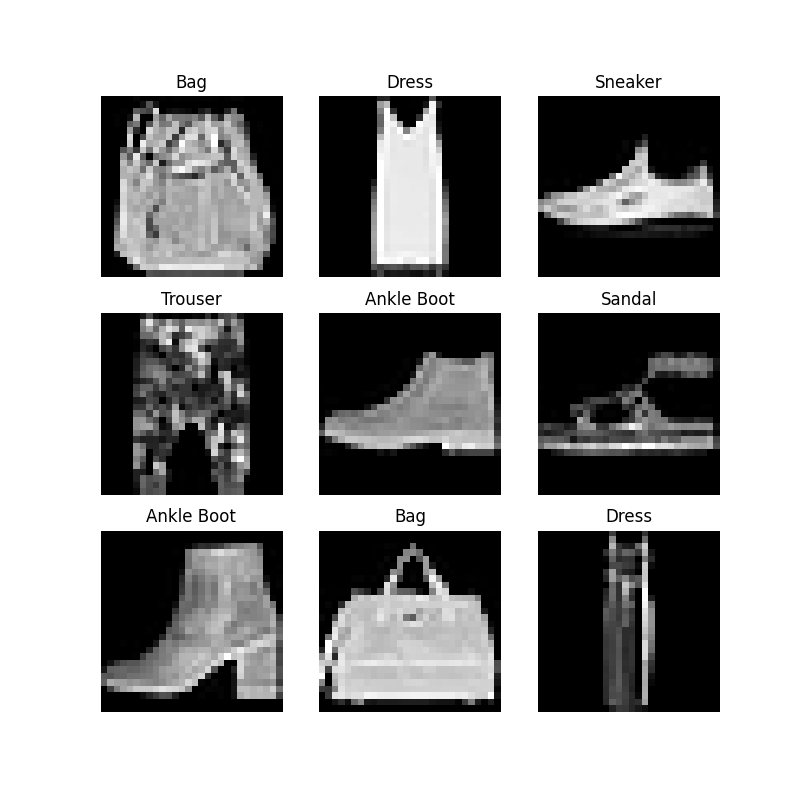 Bag
Dress
Sneaker
Trouser
Ankle Boot
Sandal
Ankle Boot
Bag
Dress